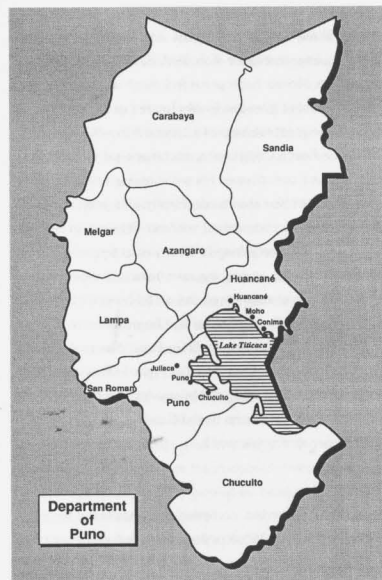 Carabaya
Sandia
Melgar
Azangaro
Huancané
Huancané
Moho
Conima
Lampa
Lake Titicaca
Juliaca
Puno
San Roman
Chucuito
Puno
Chucuito
Department
of
Puno